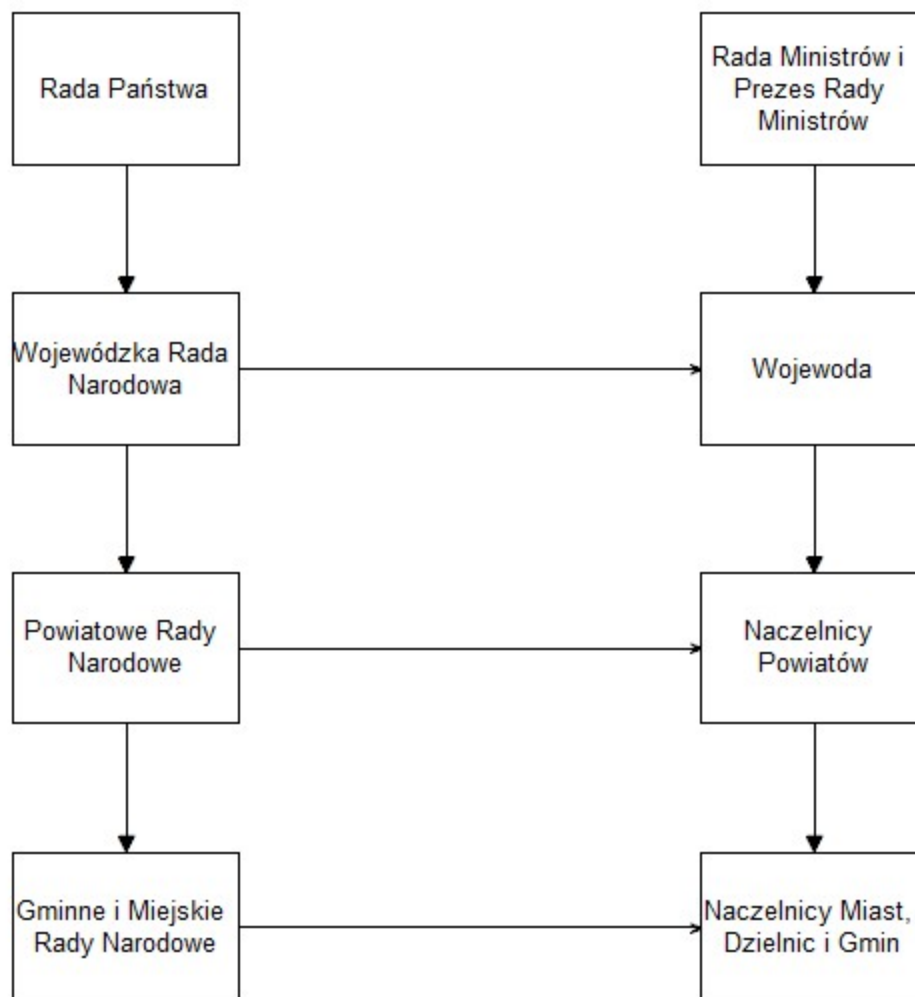 Rada Państwa
Rada Ministrów i
Prezes Rady
Ministrów
Wojewódzka Rada
Narodowa
Wojewoda
Powiatowe Rady
Narodowe
Naczelnicy
Powiatów
Gminne i Miejskie
Rady Narodowe
Naczelnicy Miast,
Dzielnic i Gmin